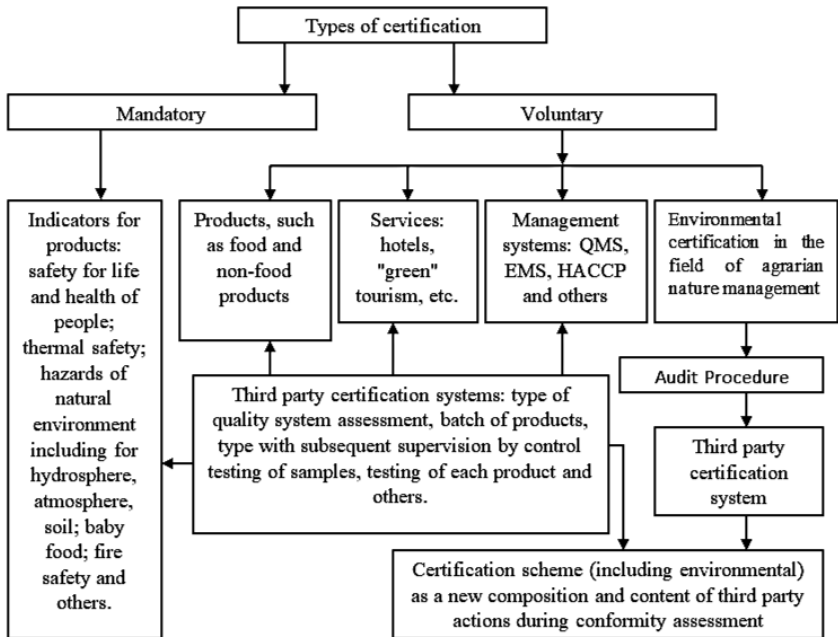 Types of certification
Mandatory
Voluntary
Indicators for
products:
safety for life
and health of
people;
thermal safety;
hazards of
natural
environment
including for
hydrosphere,
atmosphere,
soil; baby
food; fire
safety and
others.
Products, such
as food and
non-food
products
Services:
hotels,
"green"
tourism, etc.
Management
systems: QMS,
EMS, HACCP
and others
Environmental
certification in the
field of agrarian
nature management
Third party certification systems: type of
quality system assessment, batch of products,
type with subsequent supervision by control
testing of samples, testing of each product and
others.
Audit Procedure
Third party
certification
system
Certification scheme (including environmental)
as a new composition and content of third party
actions during conformity assessment